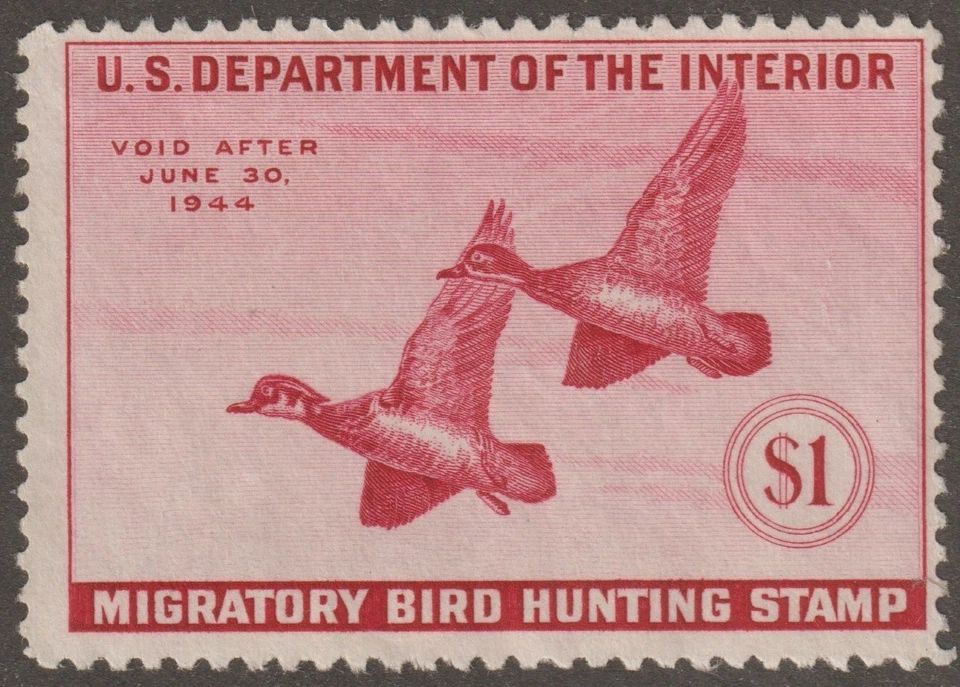 U.S. DEPARTMENT OF THE INTERIOR
VOID AFTER
JUNE 30,
1944
$1
MIGRATORY BIRD HUNTING STAMP